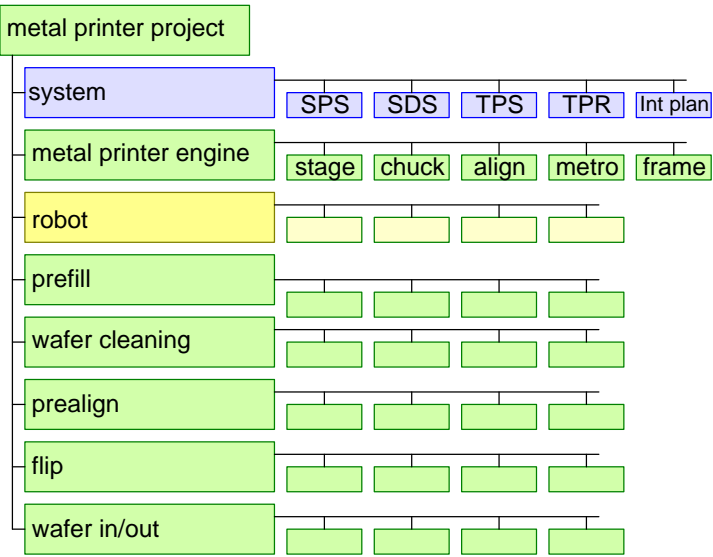 metal printer project
system
SPS SDS TPS TPR Int plan
metal printer engine
stage chuck align metro frame
robot
prefill
wafer cleaning
prealign
flip
wafer in/out